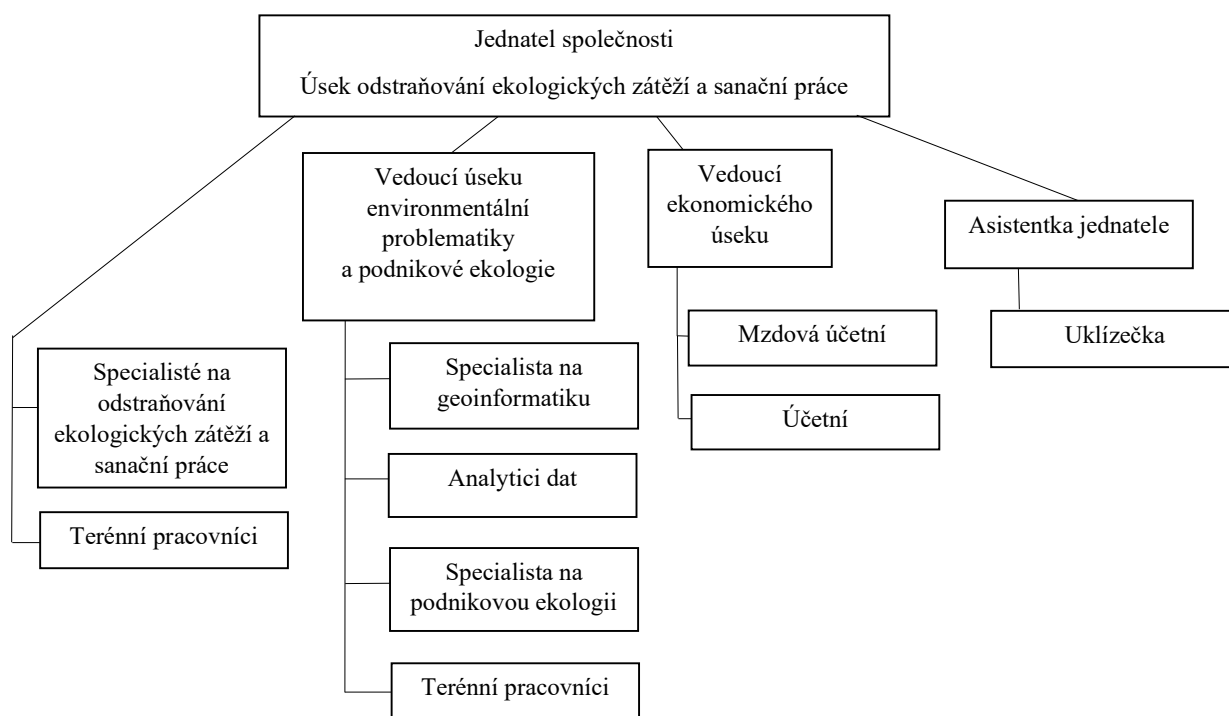 Jednatel společnosti
Úsek odstraňování ekologických zátěží a sanační práce
Vedoucí úseku
environmentální
problematiky
a podnikové ekologie
Vedoucí
ekonomického
úseku
Asistentka jednatele
Mzdová účetní
Uklízečka
Specialisté na
odstraňování
ekologických zátěží a
sanační práce
Specialista na
geoinformatiku
Účetní
Analytici dat
Terénní pracovníci
Specialista na
podnikovou ekologii
Terénní pracovníci